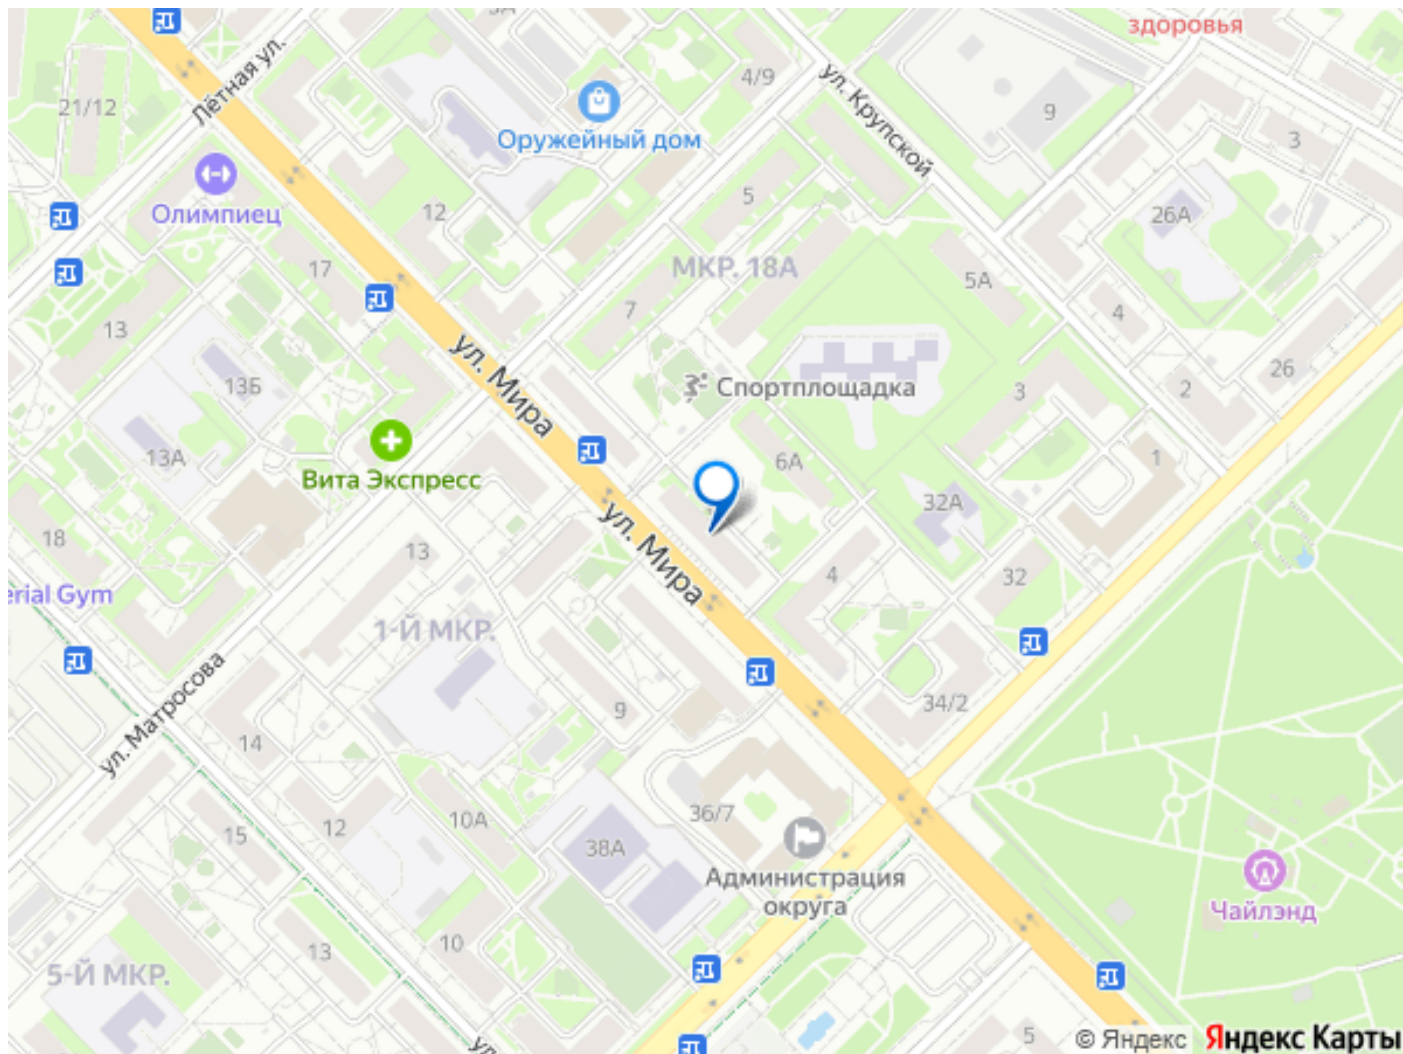 здоровья
4/9
ул. Крупской
21/12
Лётная ул.
Оружейный дом
9
3
Олимпиец
12
5
26А
17
МКР. 18А
5А
13
7
4
ул. Мира
13Б
Спортплощадка
3
2
26
13А
Вита Экспресс
6А
1
32А
18
13
ул. Мира
4
32
erial Gym
1-Й МКР.
ул. Матросова
9
34/2
14
36/7
15
12
10А
38А
Администрация
округа
Чайлэнд
13
10
5-Й МКР.
5
© Яндекс Яндекс Карты